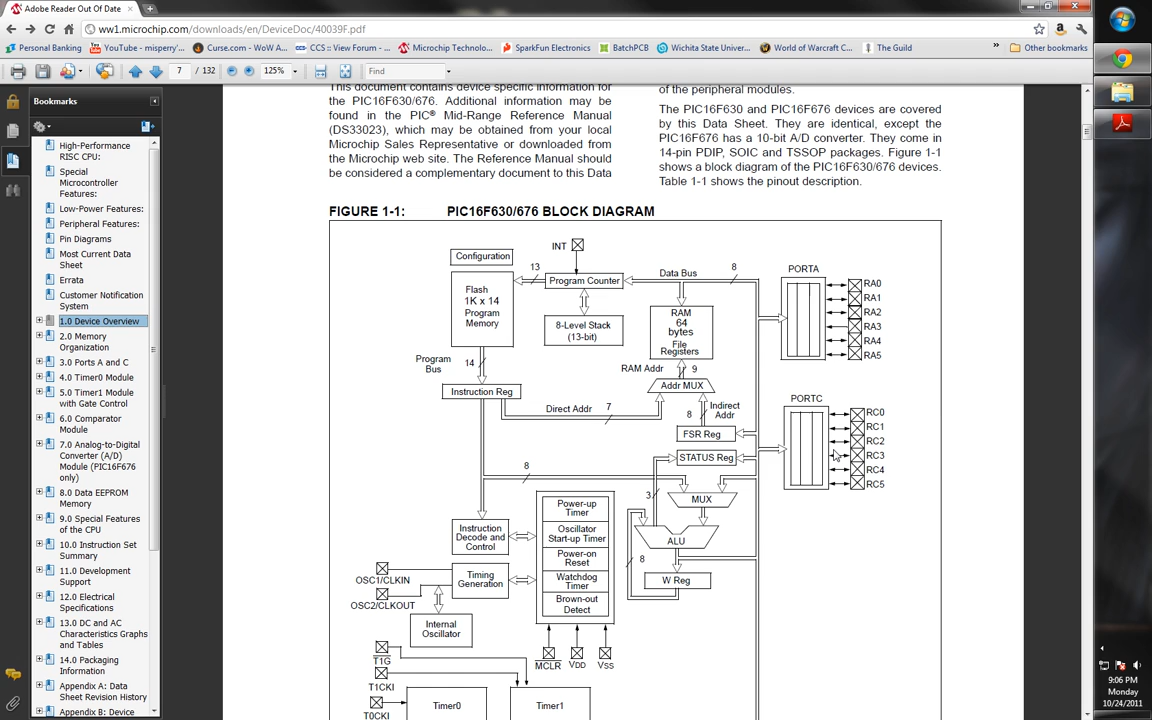 Adobe Reader Out Of Date
ww1.microchip.com/downloads/en/DeviceDoc/40039F.pdf
Personal Banking
YouTube - misperry'...
Curse.com - WoW A...
CCS :: View Forum - ...
Microchip Technolo...
SparkFun Electronics
BatchPCB
Wichita State Univer...
World of Warcraft C...
The Guild
Other bookmarks
7 / 132
125%
Find
Bookmarks
High-Performance
RISC CPU:
Special
Microcontroller
Features:
Low-Power Features:
Peripheral Features:
Pin Diagrams
Most Current Data
Sheet
Errata
Customer Notification
System
1.0 Device Overview
2.0 Memory
Organization
3.0 Ports A and C
4.0 Timer0 Module
5.0 Timer1 Module
with Gate Control
6.0 Comparator
Module
7.0 Analog-to-Digital
Converter (A/D)
Module (PIC16F676
only)
8.0 Data EEPROM
Memory
9.0 Special Features
of the CPU
10.0 Instruction Set
Summary
11.0 Development
Support
12.0 Electrical
Specifications
13.0 DC and AC
Characteristics Graphs
and Tables
14.0 Packaging
Information
Appendix A: Data
Sheet Revision History
Appendix B: Device
This document contains device specific information for
the PIC16F630/676. Additional information may be
found in the PIC® Mid-Range Reference Manual
(DS33023), which may be obtained from your local
Microchip Sales Representative or downloaded from
the Microchip web site. The Reference Manual should
be considered a complementary document to this Data
of the peripheral modules.
The PIC16F630 and PIC16F676 devices are covered
by this Data Sheet. They are identical, except the
PIC16F676 has a 10-bit A/D converter. They come in
14-pin PDIP, SOIC and TSSOP packages. Figure 1-1
shows a block diagram of the PIC16F630/676 devices.
Table 1-1 shows the pinout description.
FIGURE 1-1: PIC16F630/676 BLOCK DIAGRAM
INT
Configuration
13
Program Counter
Data Bus
8
Flash
1K x 14
Program
Memory
8-Level Stack
(13-bit)
RAM
64
bytes
File
Registers
PORTA
RA0
RA1
RA2
RA3
RA4
RA5
Program
Bus
14
RAM Addr
9
Addr MUX
Instruction Reg
Direct Addr
7
8
Indirect
Addr
FSR Reg
STATUS Reg
PORTC
RC0
RC1
RC2
RC3
RC4
RC5
8
3
MUX
Power-up
Timer
Oscillator
Start-up Timer
Power-on
Reset
Watchdog
Timer
Brown-out
Detect
Instruction
Decode and
Control
ALU
8
W Reg
OSC1/CLKIN
OSC2/CLKOUT
Timing
Generation
Internal
Oscillator
MCLR
VDD
VSS
T1G
T1CKI
T0CKI
Timer0
Timer1
9:06 PM
Monday
10/24/2011